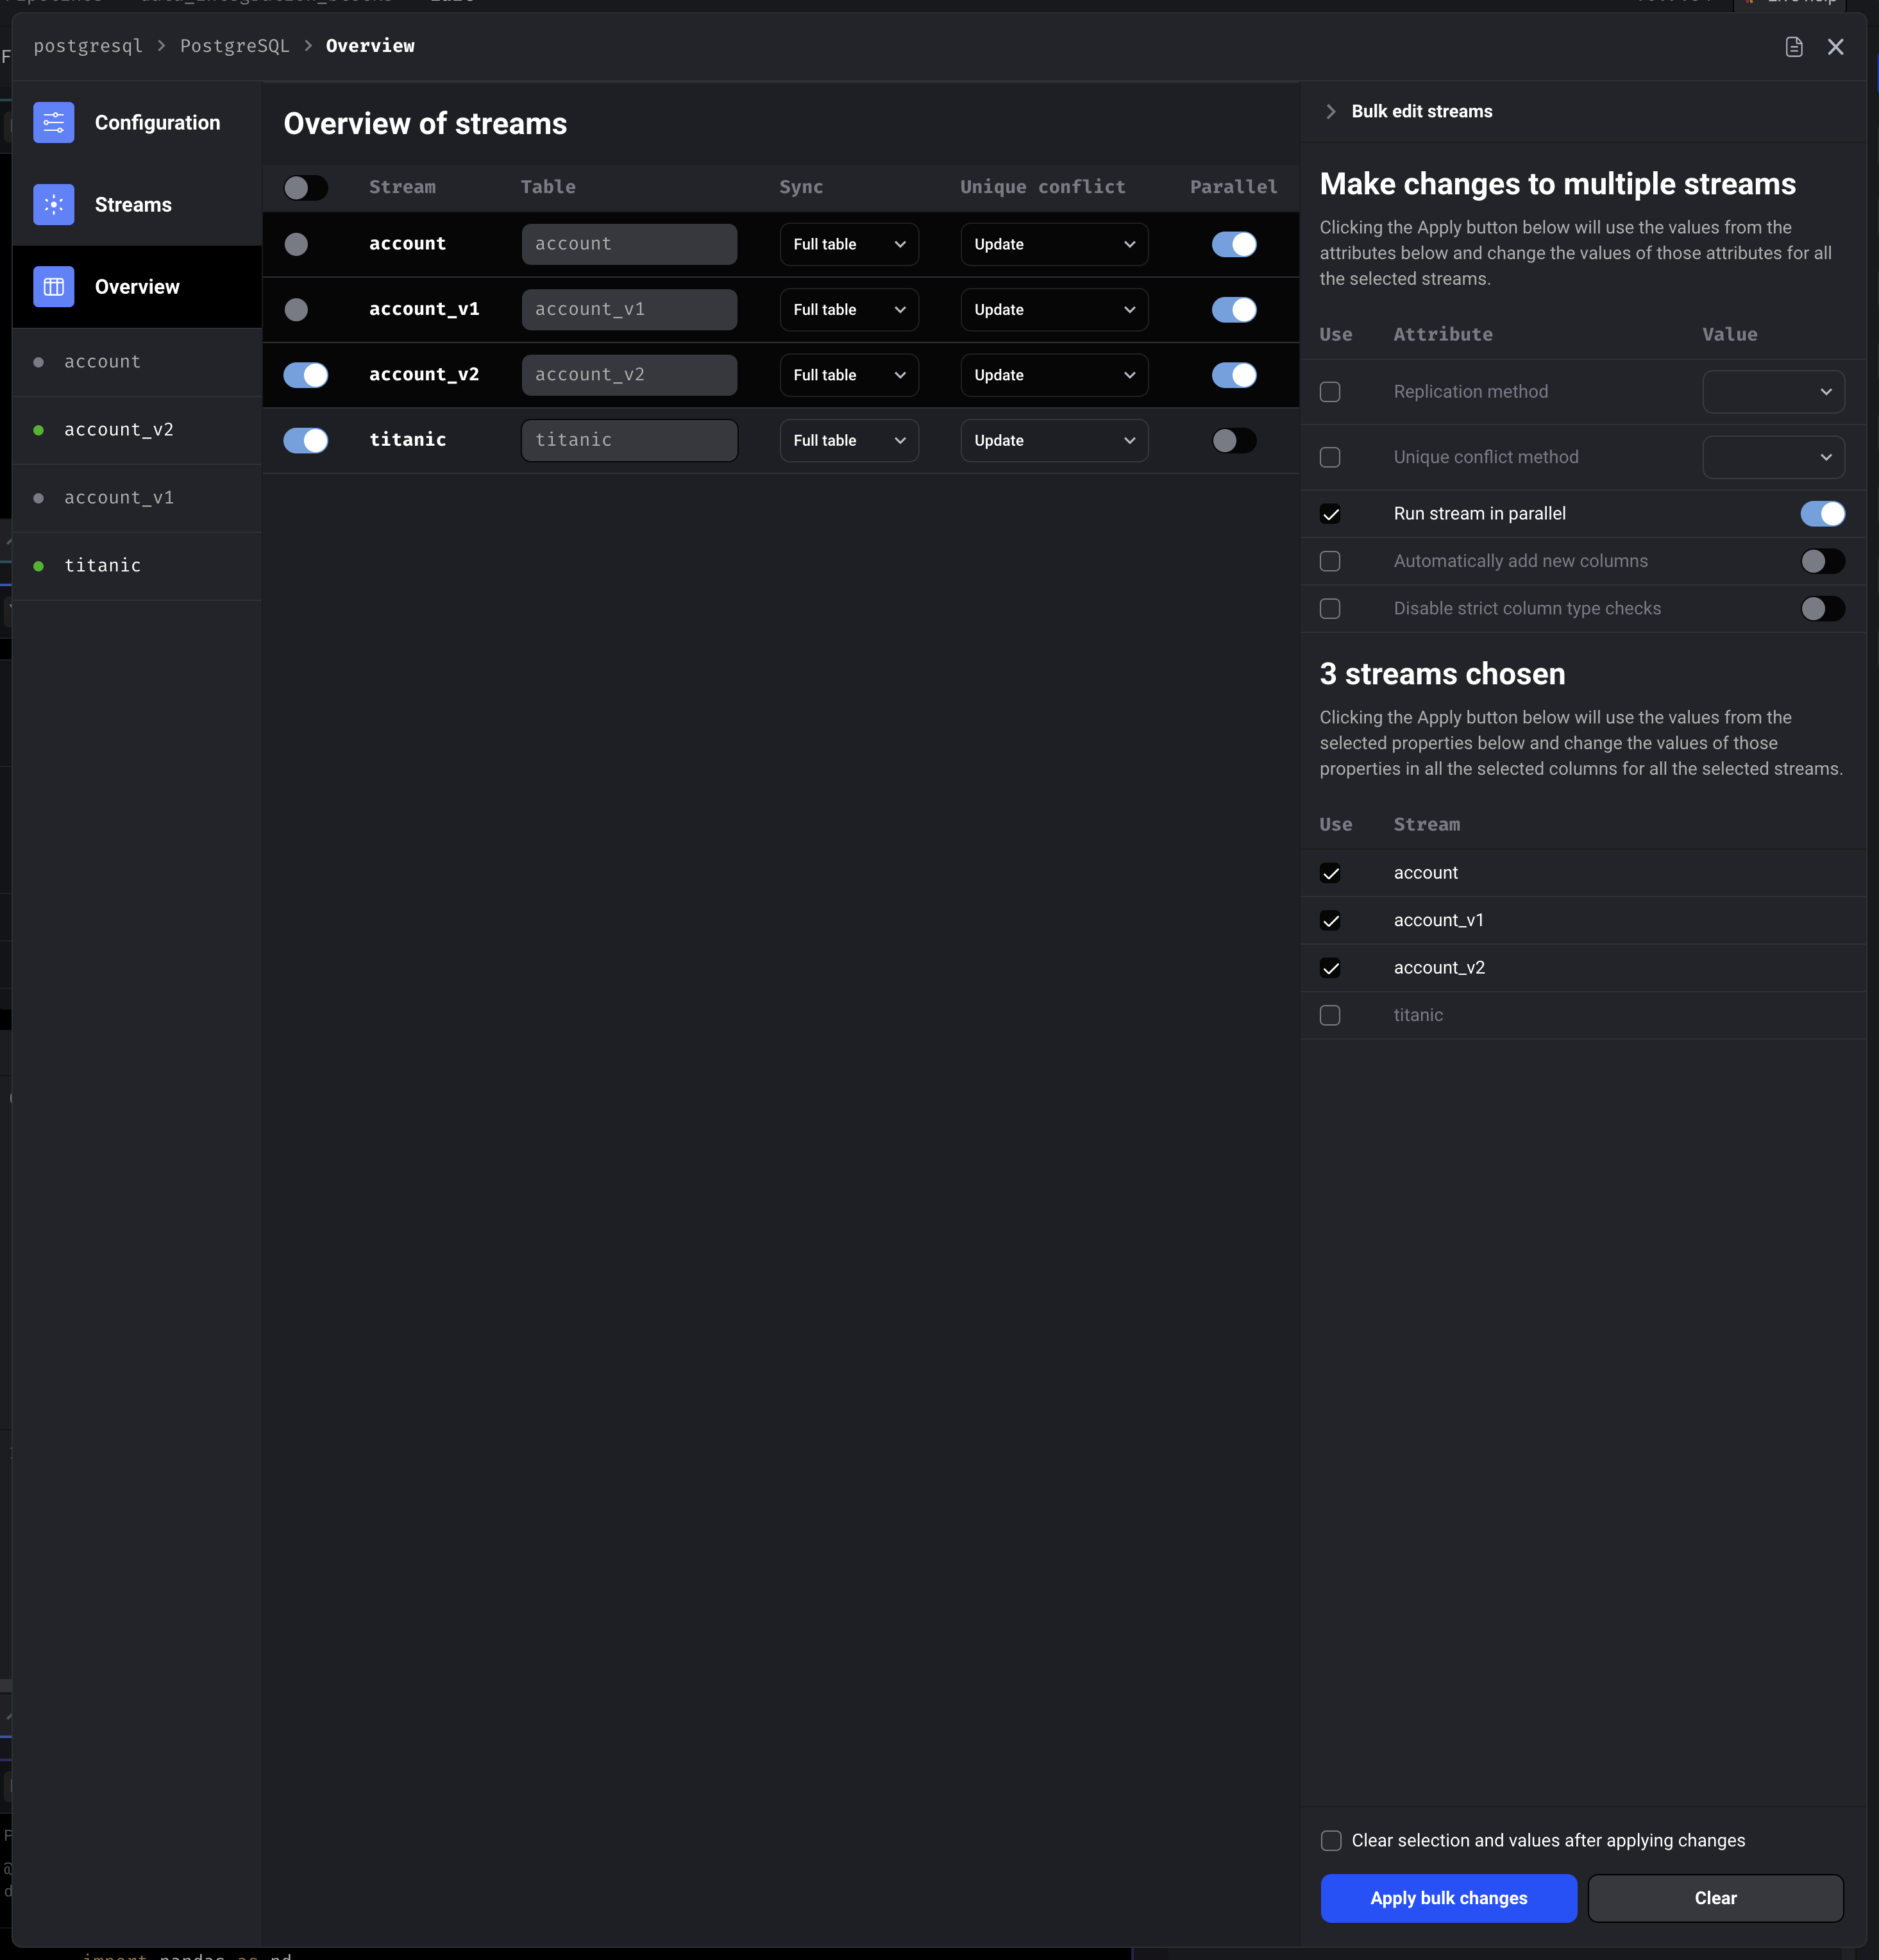 postgresql > PostgreSQL > Overview
Configuration
Streams
Overview
account
account_v2
account_v1
titanic
Overview of streams
Stream Table Sync Unique conflict Parallel
account account Full table Update
account_v1 account_v1 Full table Update
account_v2 account_v2 Full table Update
titanic titanic Full table Update
Bulk edit streams
Make changes to multiple streams
Clicking the Apply button below will use the values from the
attributes below and change the values of those attributes for all
the selected streams.
Use Attribute Value
Replication method
Unique conflict method
Run stream in parallel
Automatically add new columns
Disable strict column type checks
3 streams chosen
Clicking the Apply button below will use the values from the
selected properties below and change the values of those
properties in all the selected columns for all the selected streams.
Use Stream
account
account_v1
account_v2
titanic
Clear selection and values after applying changes
Apply bulk changes Clear
import pandas as pd